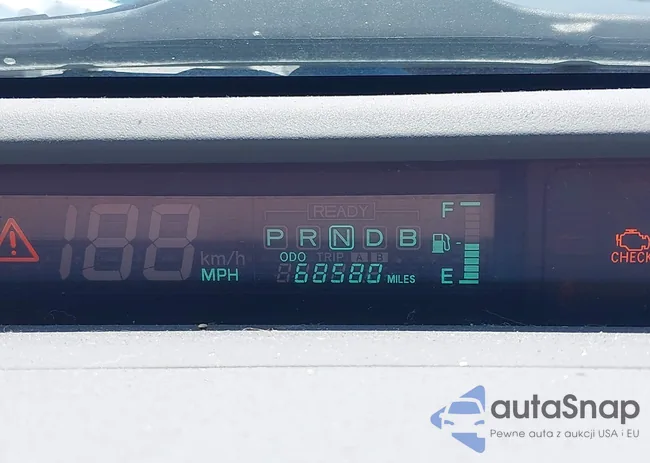 READY
F
P R N D B
km/h
MPH
ODO TRIP A B
68580 MILES
E
188
CHECK
autaSnap
Pewne auta z aukcji USA i EU